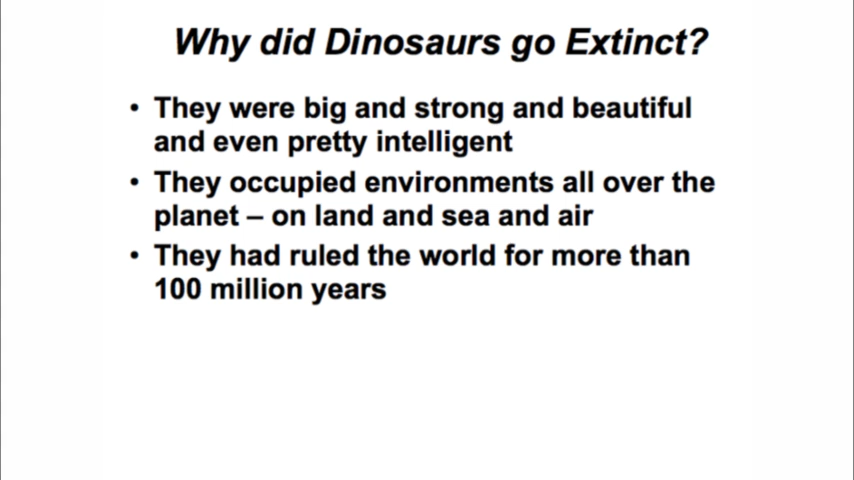 Why did Dinosaurs go Extinct?
• They were big and strong and beautiful
and even pretty intelligent
• They occupied environments all over the
planet – on land and sea and air
• They had ruled the world for more than
100 million years